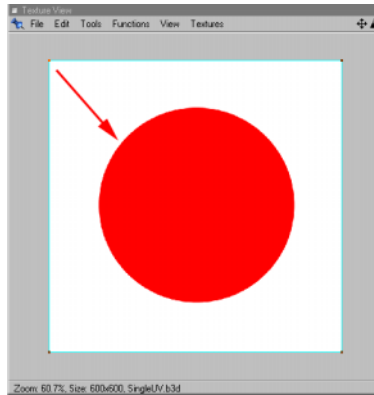 Texture View
File Edit Tools Functions View Textures
Zoom: 60.7%, Size: 600x600, SingleUV.b3d